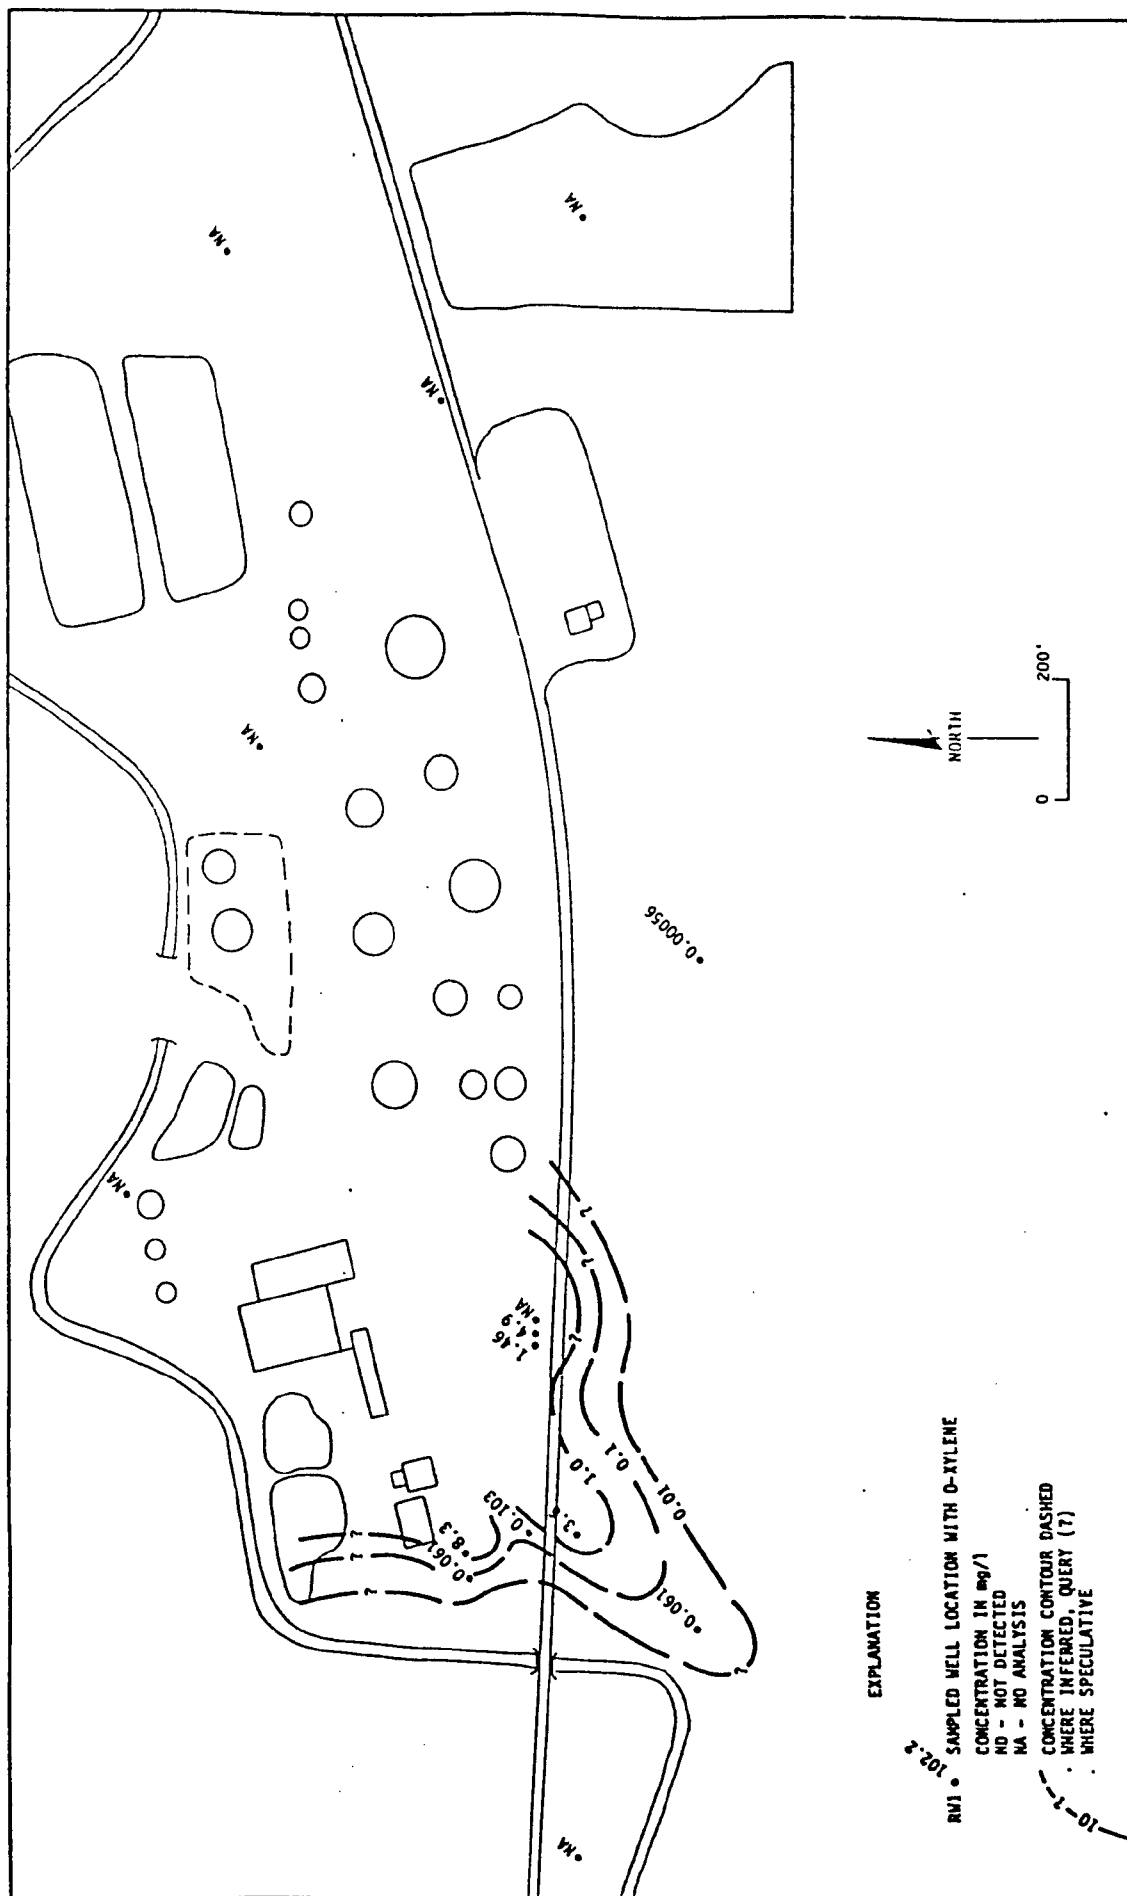 NA
NA
NA
NA
NA
0.00056
NA
4.9
1.46
?
?
?
1.0
0.1
0.01
3.
0.103
8.3
0.061
?
?
?
0.061
?
NA
NORTH
0 200'
EXPLANATION
RW1 102.2 SAMPLED WELL LOCATION WITH O-XYLENE
CONCENTRATION IN mg/l
ND - NOT DETECTED
NA - NO ANALYSIS
10 - ? CONCENTRATION CONTOUR DASHED
WHERE INFERRED, QUERY (?)
WHERE SPECULATIVE